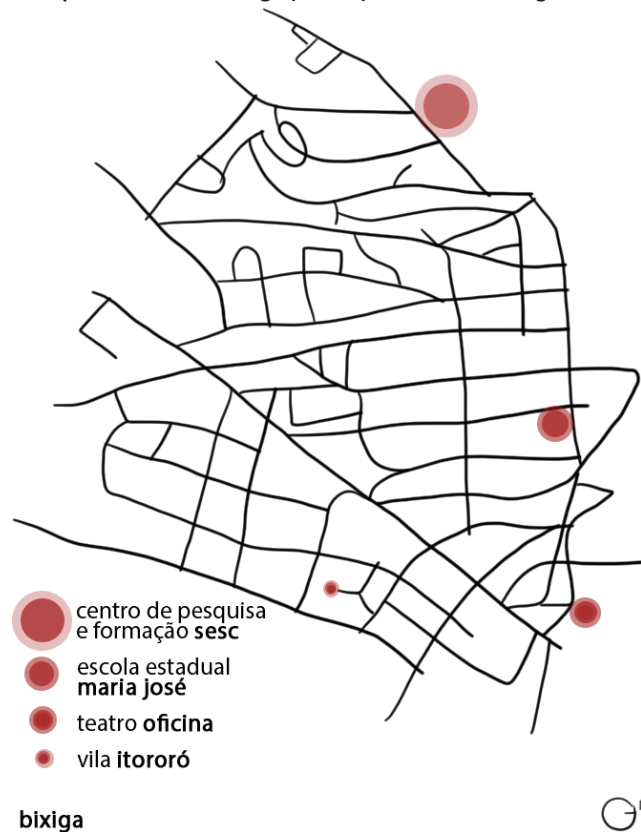 centro de pesquisa
e formação sesc
escola estadual
maria josé
teatro oficina
vila itororó
bixiga